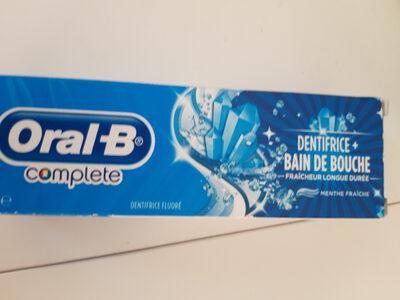 Oral-B®
complete
DENTIFRICE FLUORÉ
DENTIFRICE +
BAIN DE BOUCHE
FRAÎCHEUR LONGUE DURÉE
MENTHE FRAÎCHE